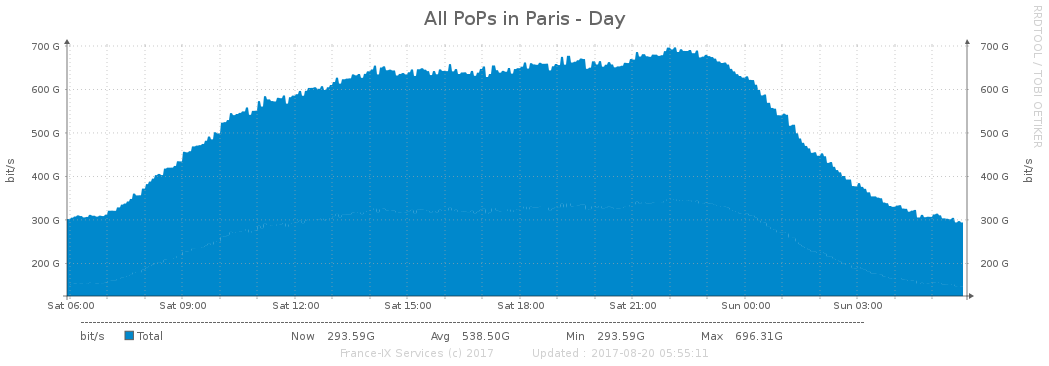 All PoPs in Paris - Day
RRDTOOL / TOBI OETIKER
700 G 700 G
600 G 600 G
500 G 500 G
400 G 400 G
300 G 300 G
200 G 200 G
bit/s
bit/s
Sat 06:00 Sat 09:00 Sat 12:00 Sat 15:00 Sat 18:00 Sat 21:00 Sun 00:00 Sun 03:00
bit/s Total Now 293.59G Avg 538.50G Min 293.59G Max 696.31G
France-IX Services (c) 2017 Updated : 2017-08-20 05:55:11